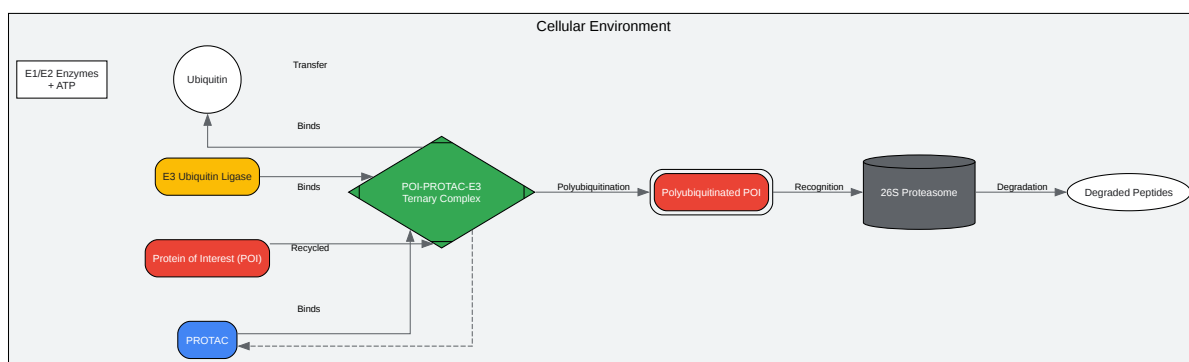 Cellular Environment
E1/E2 Enzymes
+ ATP
Ubiquitin
Transfer
Binds
E3 Ubiquitin Ligase
Binds
POI-PROTAC-E3
Ternary Complex
Polyubiquitination
Polyubiquitinated POI
Recognition
26S Proteasome
Degradation
Degraded Peptides
Recycled
Protein of Interest (POI)
Binds
PROTAC